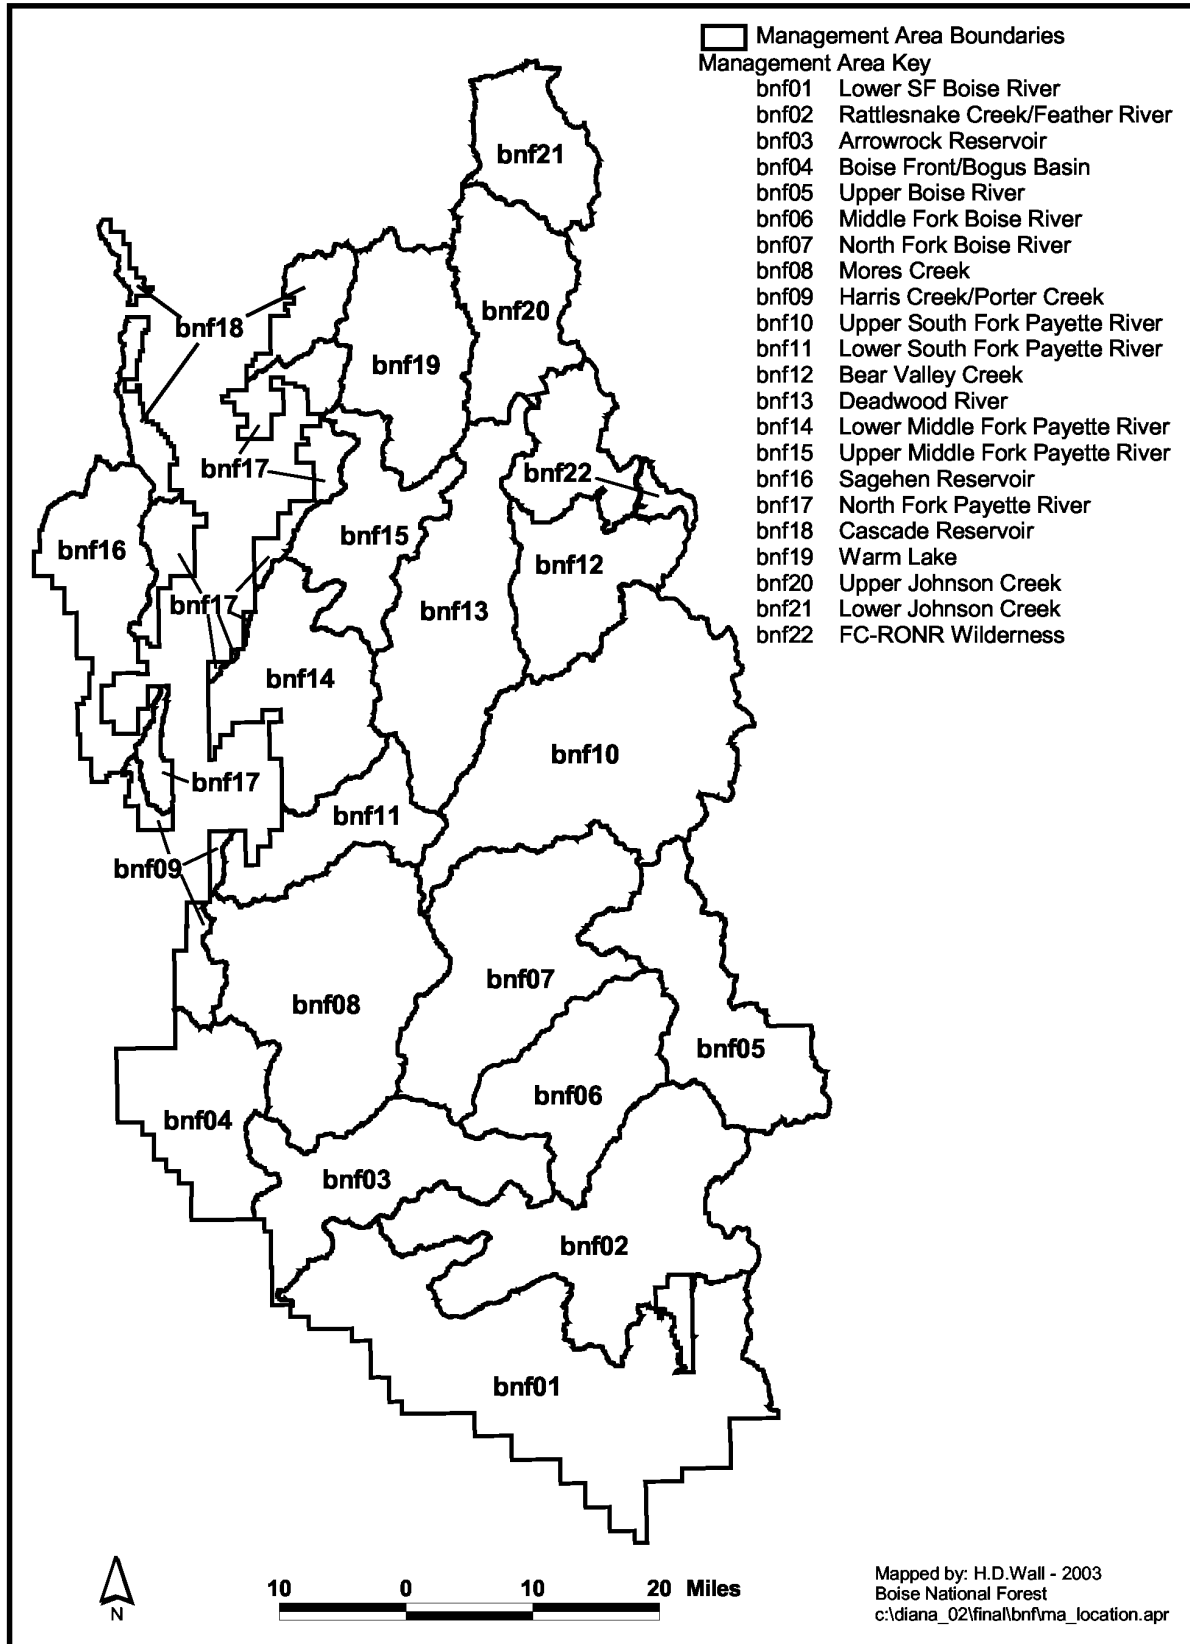 Management Area Boundaries
Management Area Key
bnf01 Lower SF Boise River
bnf02 Rattlesnake Creek/Feather River
bnf03 Arrowrock Reservoir
bnf04 Boise Front/Bogus Basin
bnf05 Upper Boise River
bnf06 Middle Fork Boise River
bnf07 North Fork Boise River
bnf08 Mores Creek
bnf09 Harris Creek/Porter Creek
bnf10 Upper South Fork Payette River
bnf11 Lower South Fork Payette River
bnf12 Bear Valley Creek
bnf13 Deadwood River
bnf14 Lower Middle Fork Payette River
bnf15 Upper Middle Fork Payette River
bnf16 Sagehen Reservoir
bnf17 North Fork Payette River
bnf18 Cascade Reservoir
bnf19 Warm Lake
bnf20 Upper Johnson Creek
bnf21 Lower Johnson Creek
bnf22 FC-RONR Wilderness
bnf21
bnf20
bnf18
bnf19
bnf17
bnf22
bnf16
bnf15
bnf12
bnf17
bnf13
bnf14
bnf10
bnf17
bnf11
bnf09
bnf07
bnf08
bnf05
bnf06
bnf04
bnf03
bnf02
bnf01
N
10 0 10 20 Miles
Mapped by: H.D.Wall - 2003
Boise National Forest
c:\diana_02\final\bnf\ma_location.apr